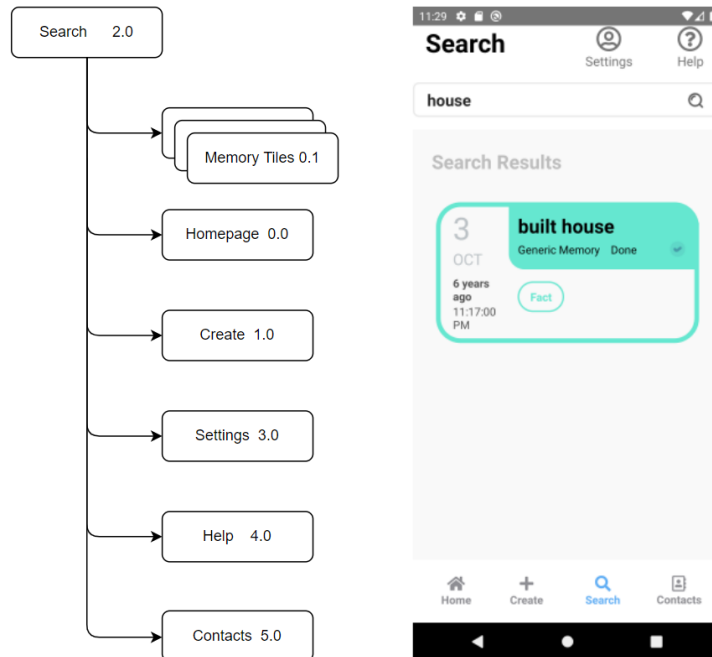 Search 2.0
Memory Tiles 0.1
Homepage 0.0
Create 1.0
Settings 3.0
Help 4.0
Contacts 5.0
11:29
Search
Settings
Help
house
Search Results
3
OCT
6 years
ago
11:17:00
PM
built house
Generic Memory Done
Fact
Home
Create
Search
Contacts